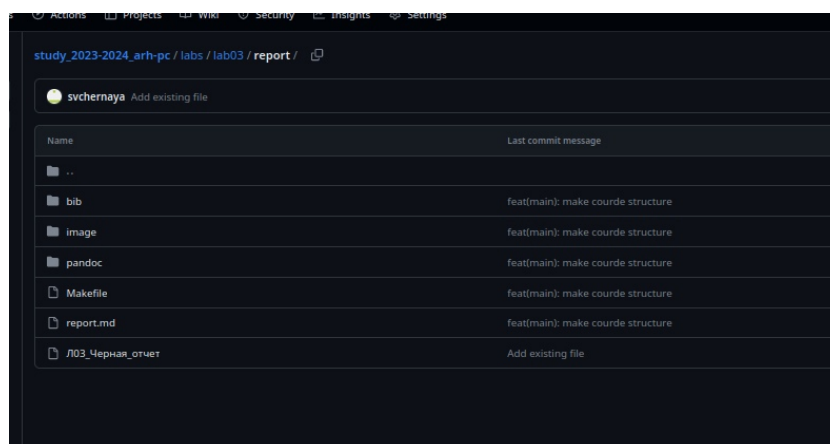 Actions Projects Wiki Security Insights Settings
study_2023-2024_arh-pc / labs / lab03 / report /
svchernaya Add existing file
Name Last commit message
..
bib feat(main): make courde structure
image feat(main): make courde structure
pandoc feat(main): make courde structure
Makefile feat(main): make courde structure
report.md feat(main): make courde structure
Л03_Черная_отчет Add existing file